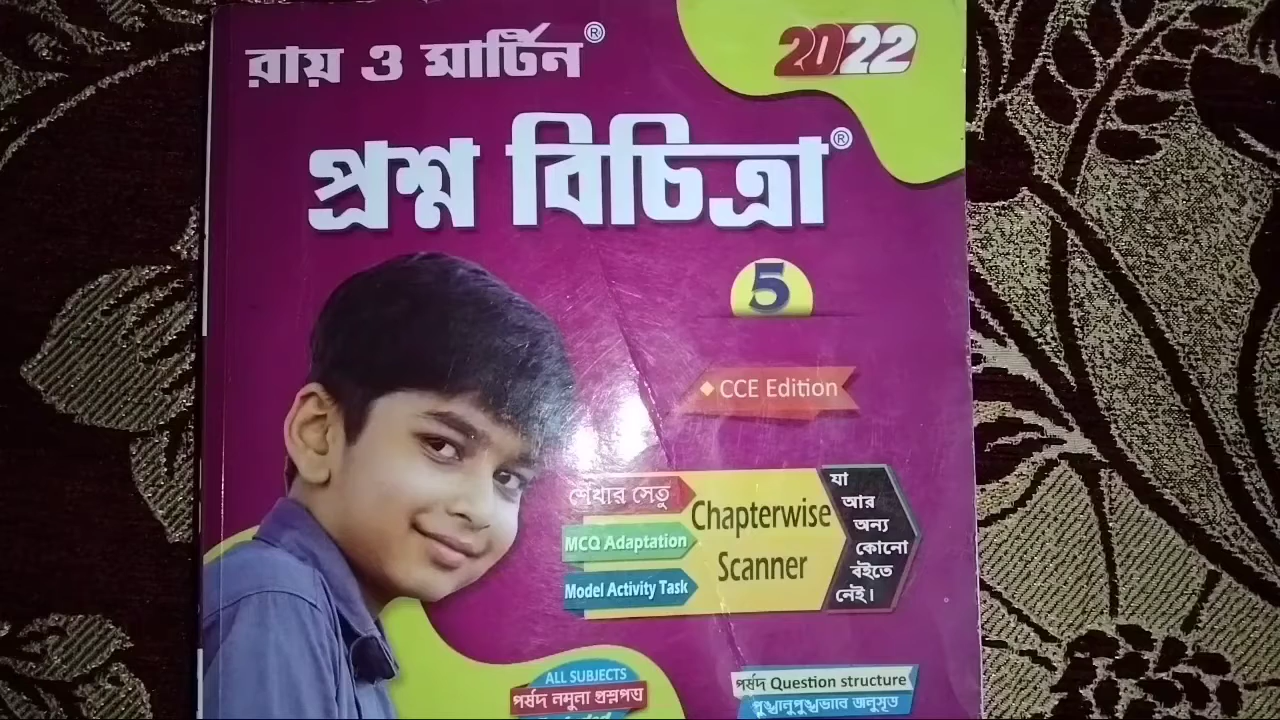 রায় ও মার্টিন®
2022
প্রশ্ন বিচিত্রা®
5
CCE Edition
শেখার সেতু
MCQ Adaptation
Model Activity Task
Chapterwise
Scanner
যা
আর
অন্য
কোনো
বইতে
নেই।
ALL SUBJECTS
পর্ষদ নমুনা প্রশ্নপত্র
পর্ষদ Question structure
পুঙ্খানুপুঙ্খভাবে অনুসৃত